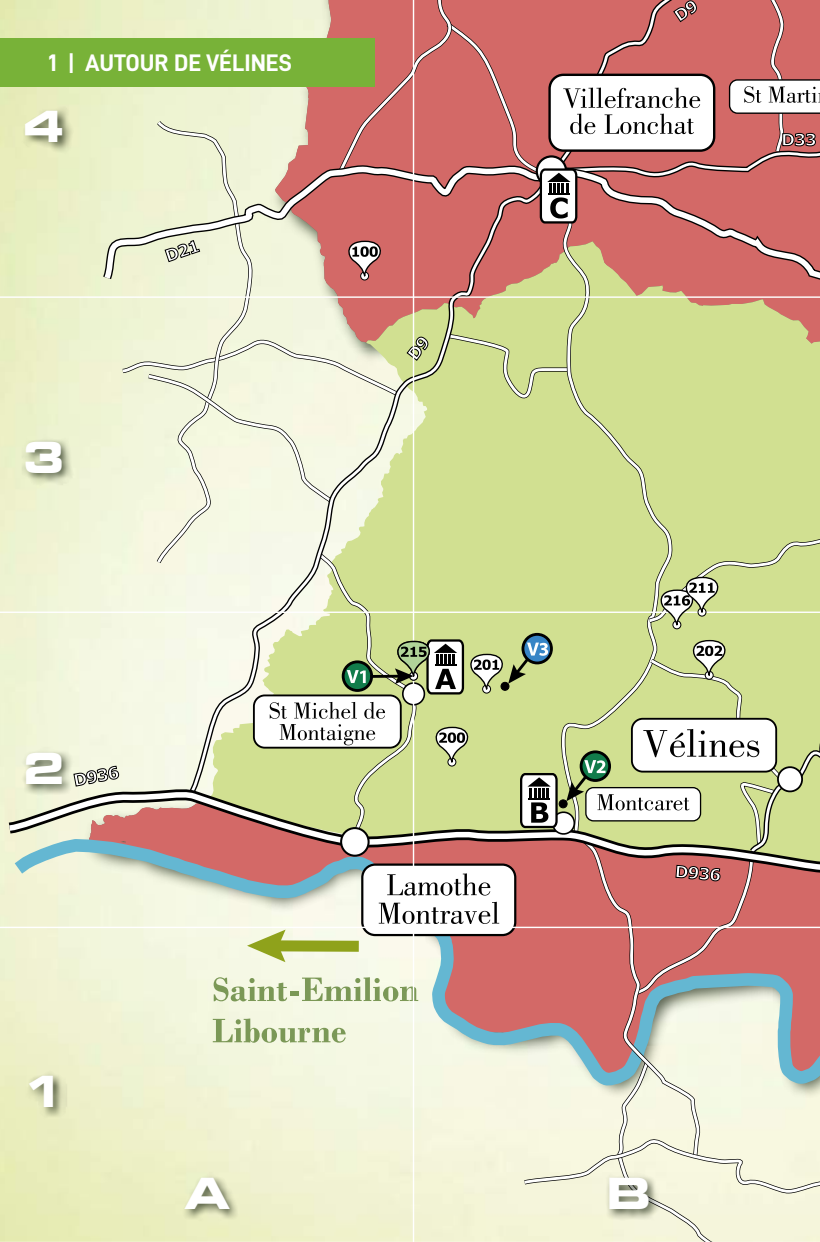 D9
1 | AUTOUR DE VÉLINES
Villefranche
de Lonchat
4
D33
C
D21
100
D9
3
211
216
V3
215
A
201
202
V1
St Michel de
Montaigne
200
Vélines
2
D936
V2
B
Montcaret
D936
Lamothe
Montravel
Saint-Emilion
Libourne
1
A
B